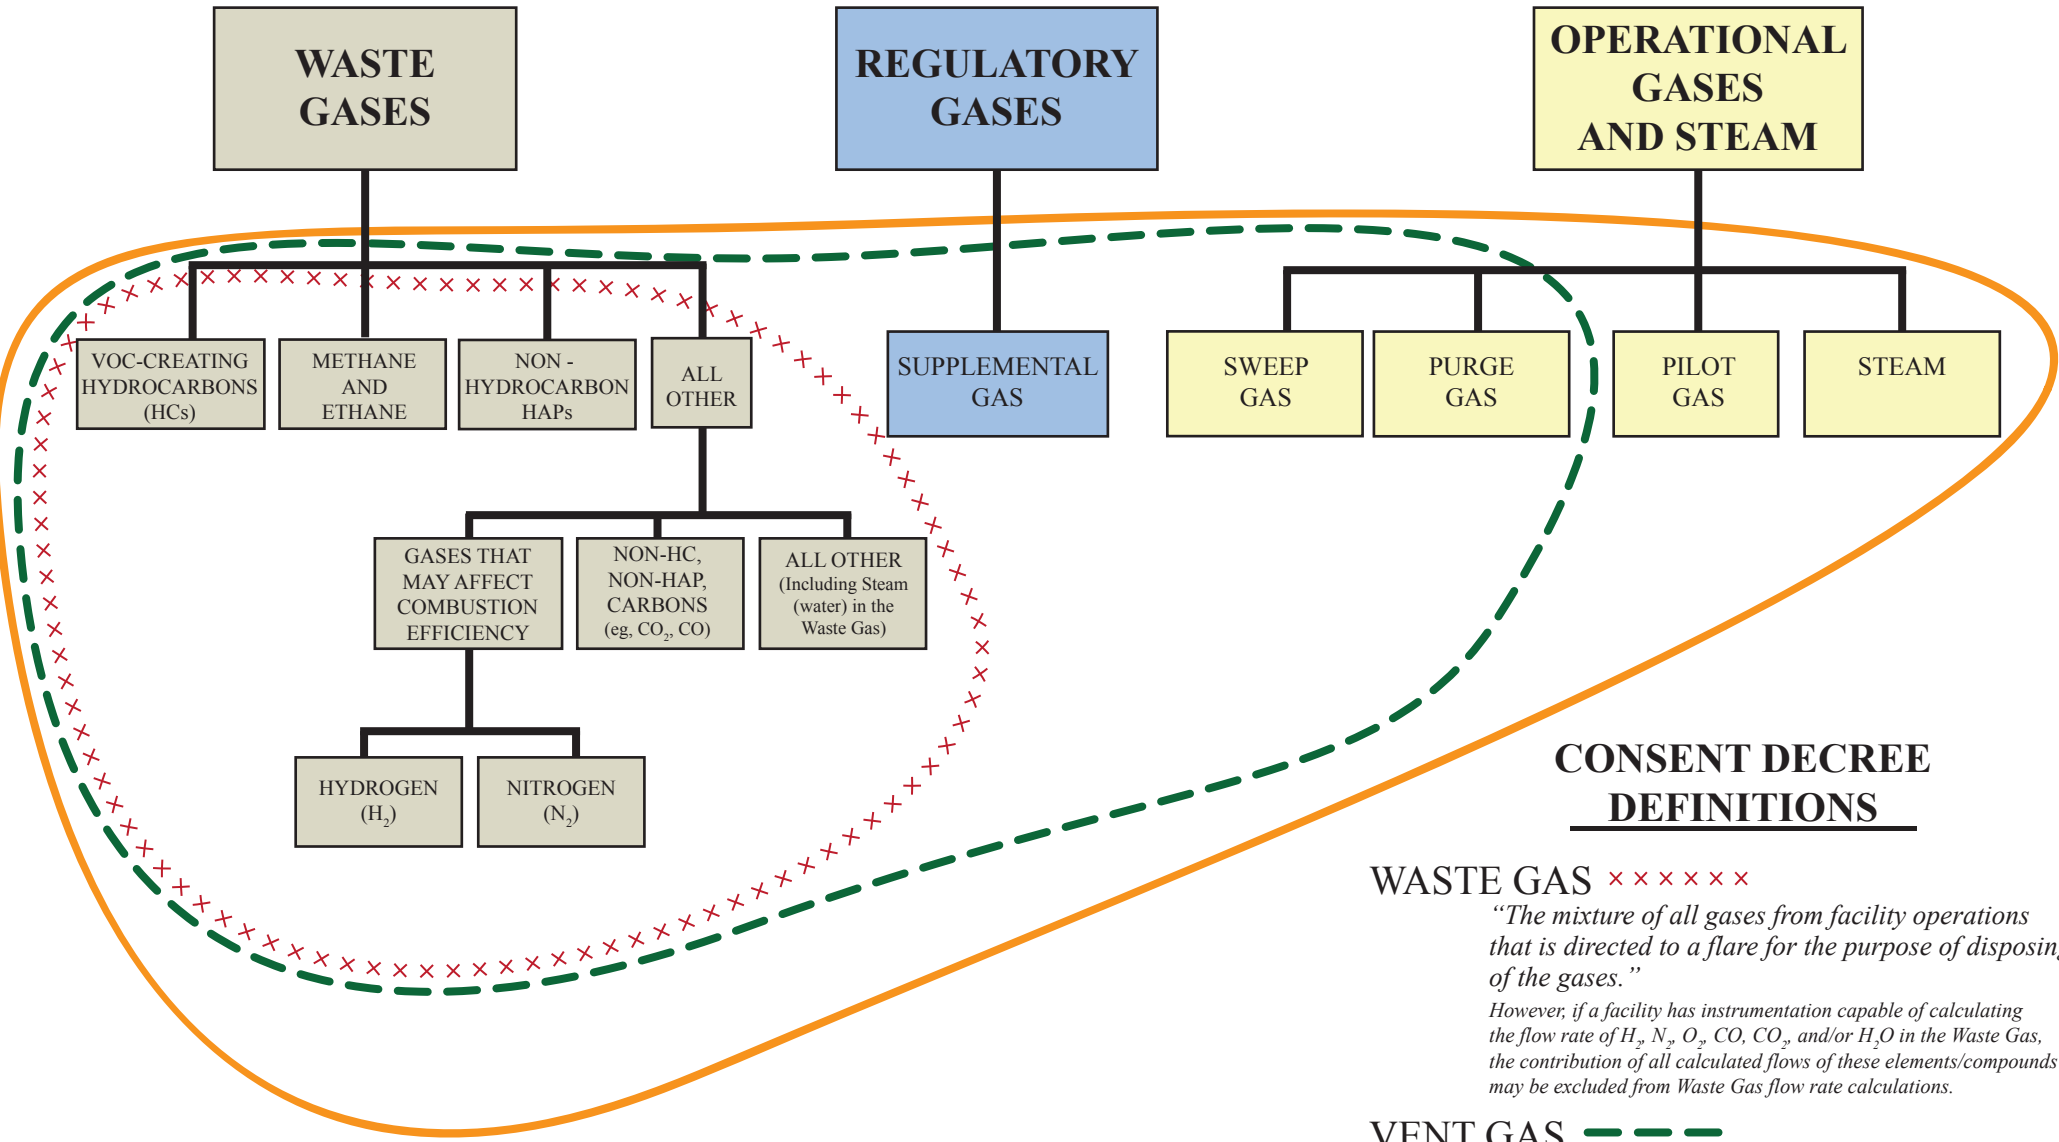 WASTE
GASES
REGULATORY
GASES
OPERATIONAL
GASES
AND STEAM
VOC-CREATING
HYDROCARBONS
(HCs)
METHANE
AND
ETHANE
NON -
HYDROCARBON
HAPs
ALL
OTHER
SUPPLEMENTAL
GAS
SWEEP
GAS
PURGE
GAS
PILOT
GAS
STEAM
GASES THAT
MAY AFFECT
COMBUSTION
EFFICIENCY
NON-HC,
NON-HAP,
CARBONS
(eg, CO₂, CO)
ALL OTHER
(Including Steam
(water) in the
Waste Gas)
HYDROGEN
(H₂)
NITROGEN
(N₂)
CONSENT DECREE
DEFINITIONS
WASTE GAS
“The mixture of all gases from facility operations
that is directed to a flare for the purpose of disposing
of the gases.”
However, if a facility has instrumentation capable of calculating
the flow rate of H₂, N₂, O₂, CO, CO₂, and/or H₂O in the Waste Gas,
the contribution of all calculated flows of these elements/compounds
may be excluded from Waste Gas flow rate calculations.
VENT GAS